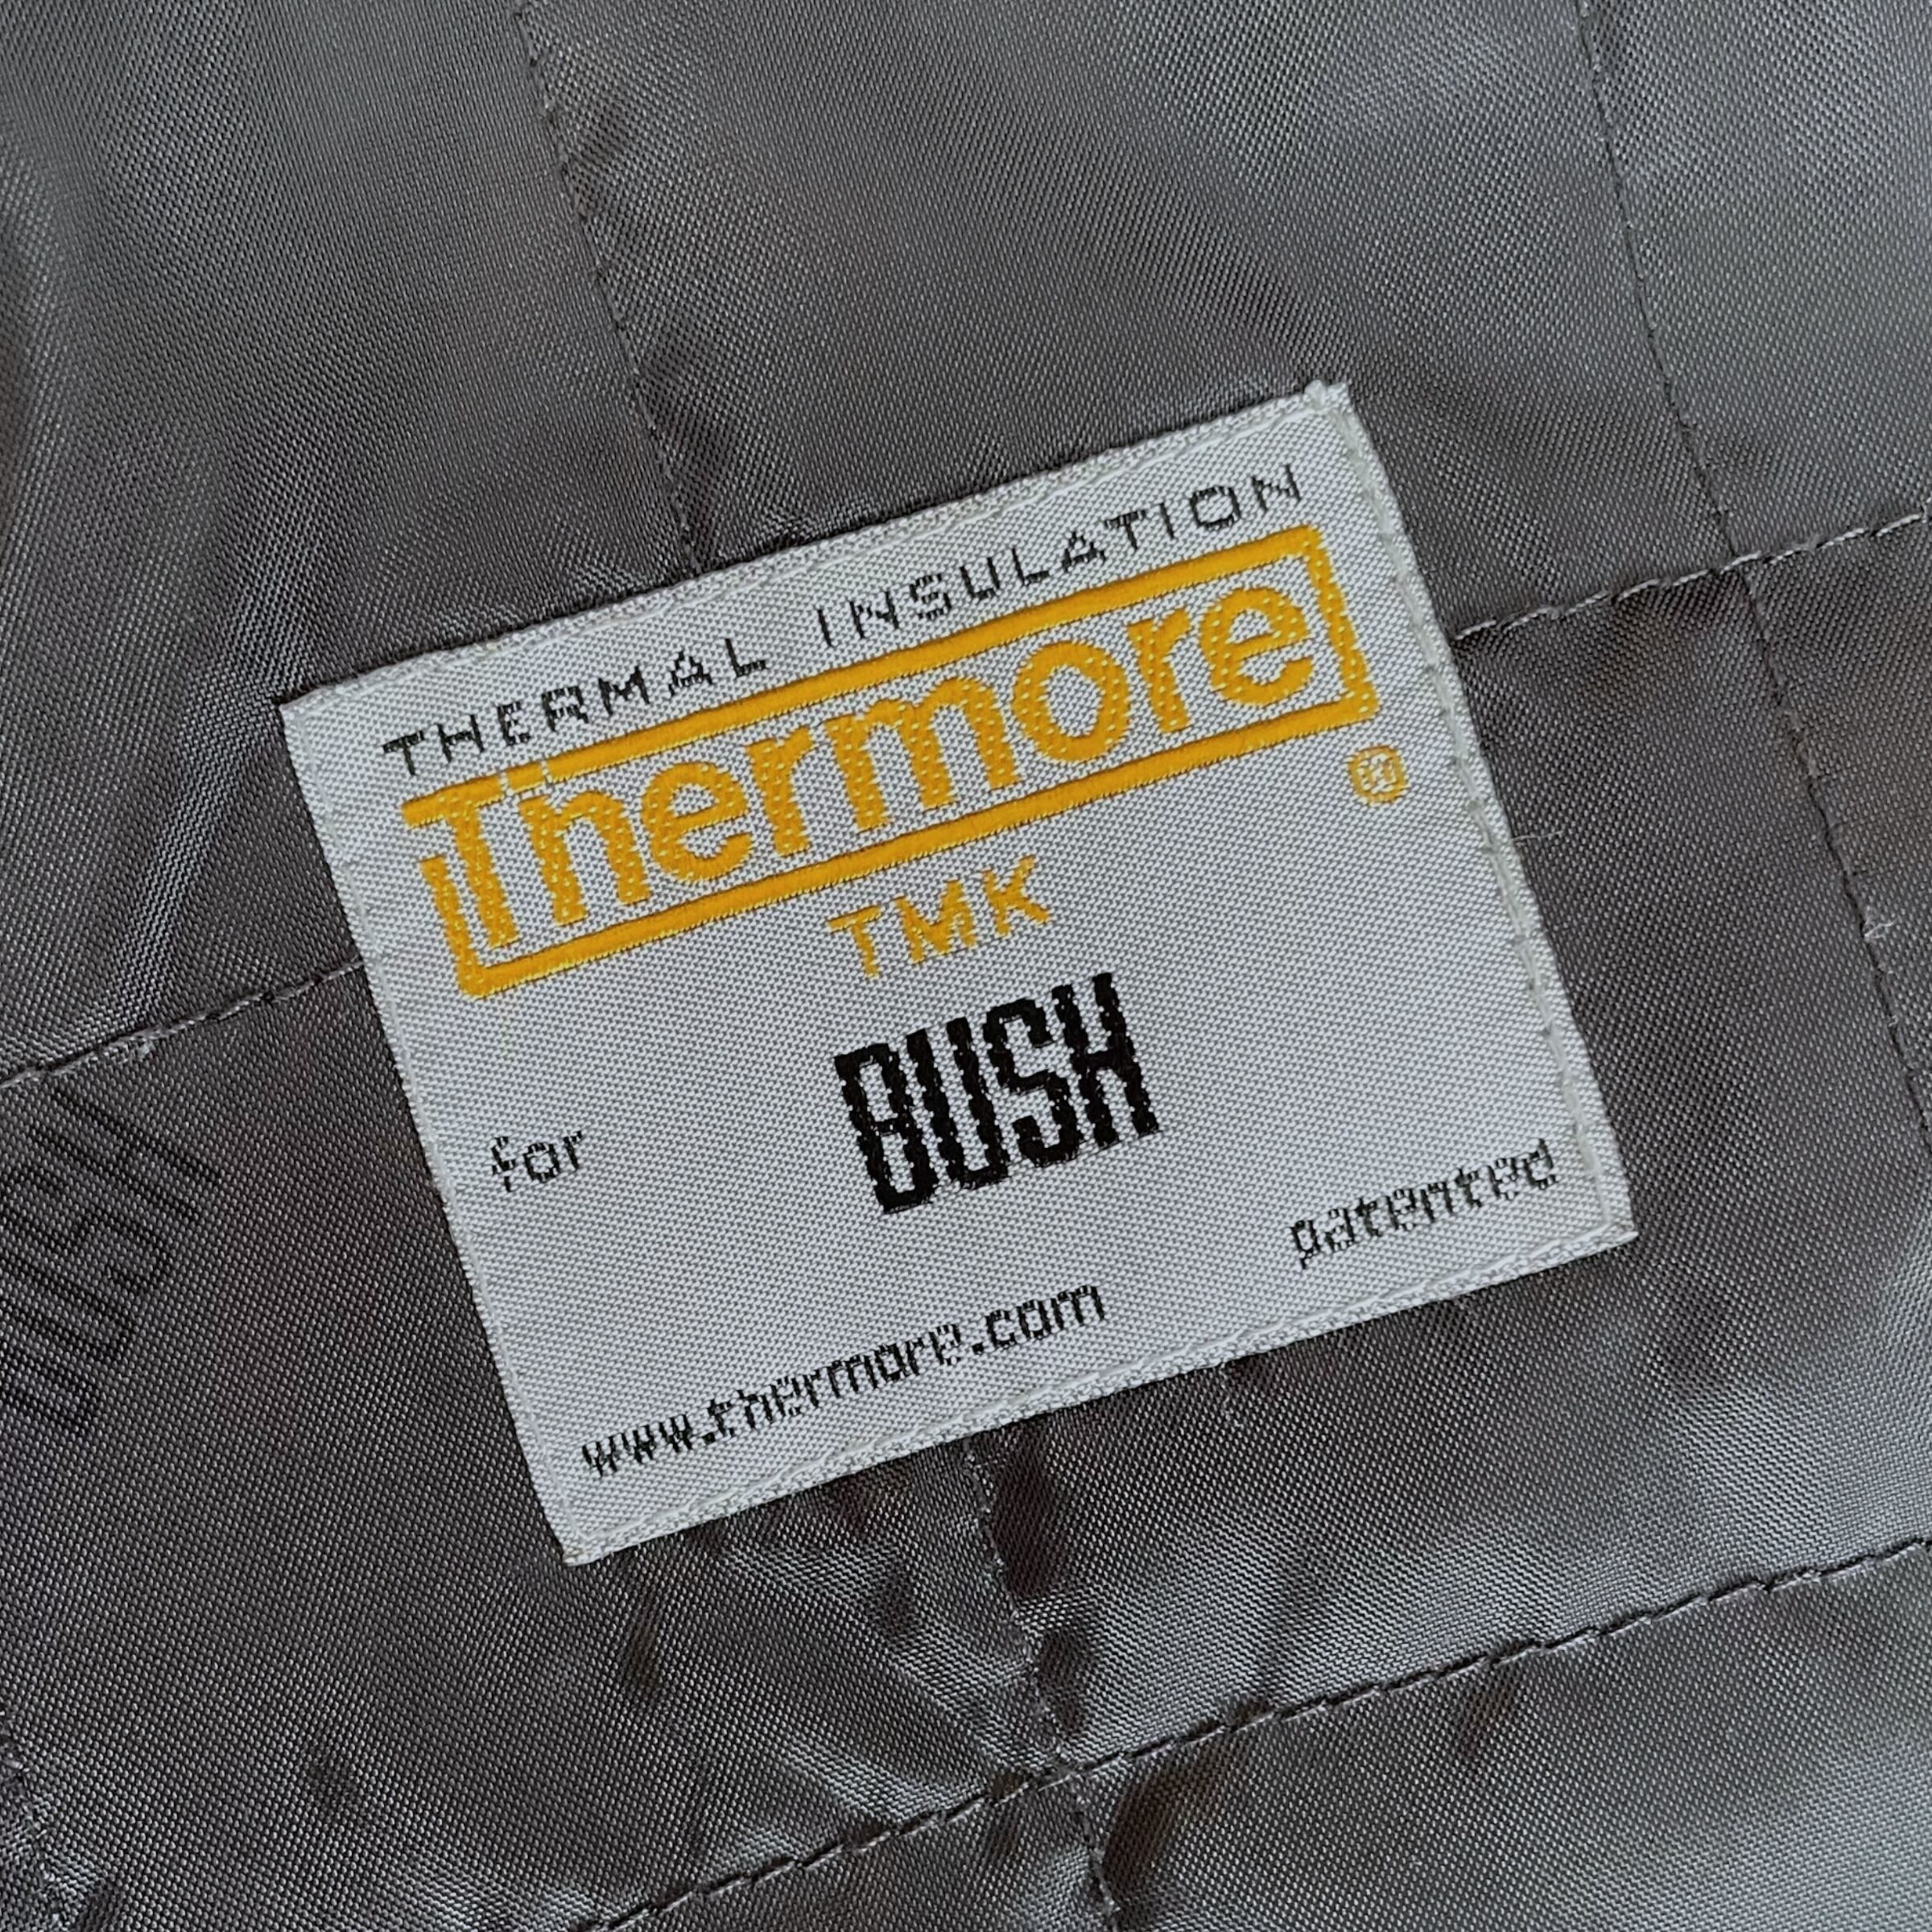 THERMAL INSULATION
Thermore
®
TMK
for BUSH
patented
www.thermore.com